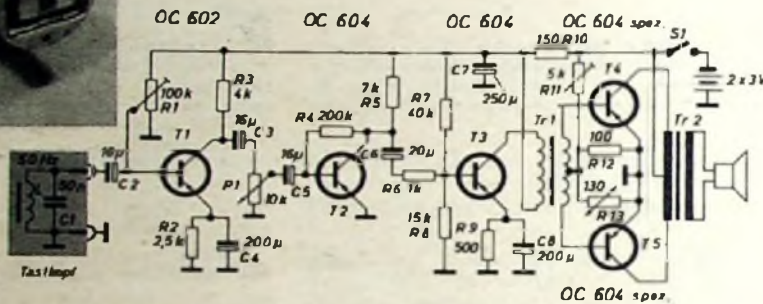 OC 602
OC 604
OC 604
OC 604 spez.
150 R10
S1
2 x 3V
100k
R1
R3
4k
16µ
C3
T1
16µ
C2
50 Hz
50n
C1
Tastkopf
R2
2,5k
200µ
C4
P1
10k
R4
200k
16µ
C5
T2
7k
R5
C6
20µ
R6
1k
R7
40k
15k
R8
C7
250µ
T3
R9
500
C8
200µ
Tr 1
5k
R11
T4
100
R12
130
R13
T5
Tr 2
OC 604 spez.